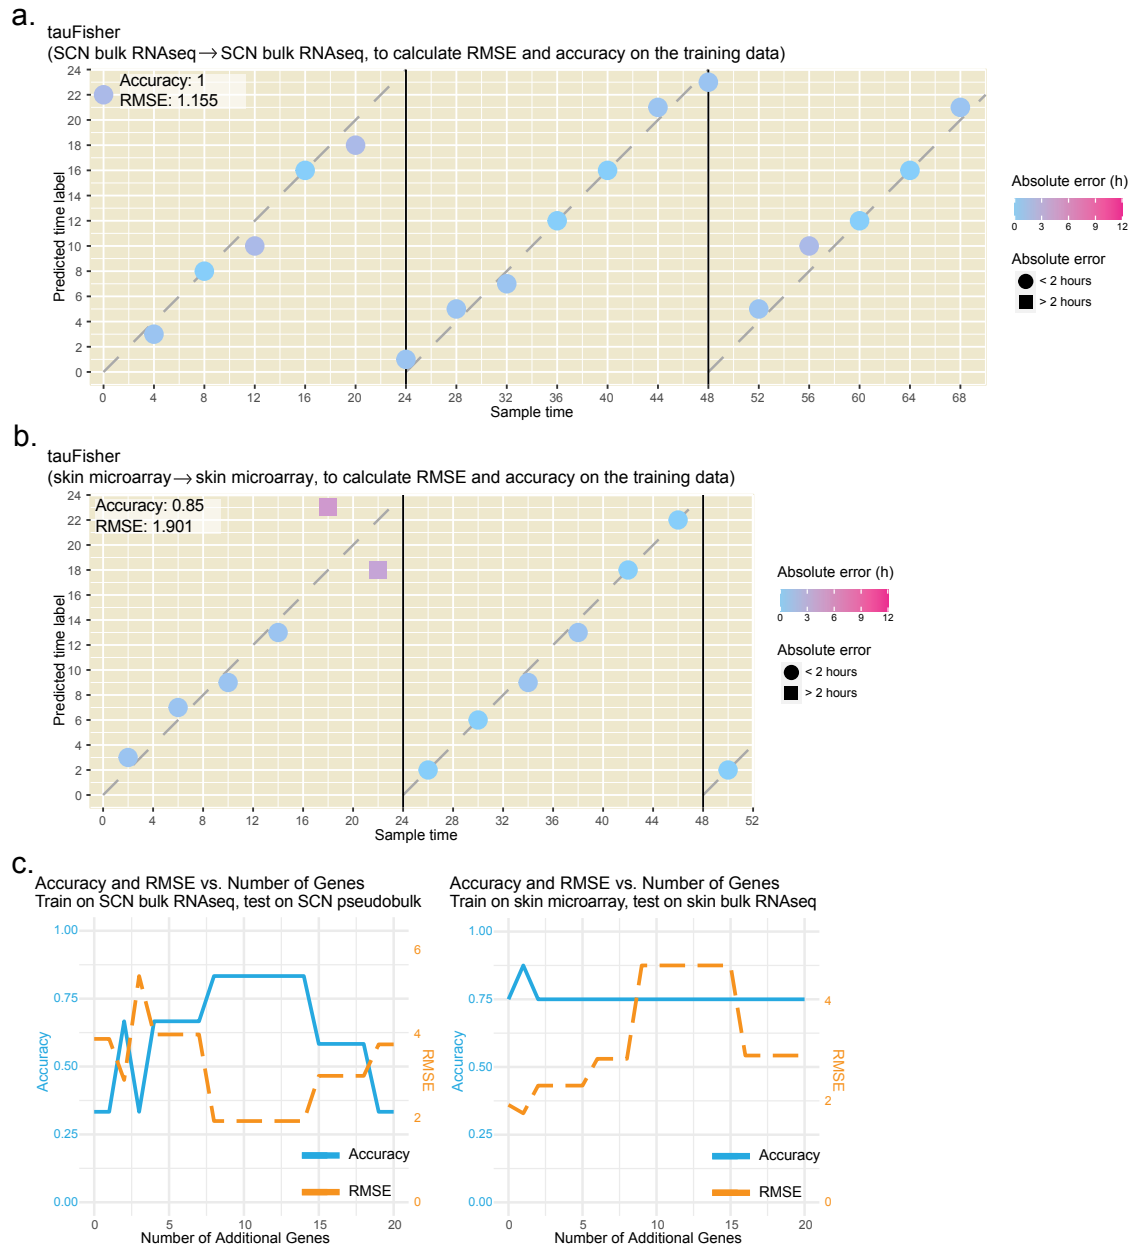 a.
tauFisher
(SCN bulk RNAseq→SCN bulk RNAseq, to calculate RMSE and accuracy on the training data)
Accuracy: 1
RMSE: 1.155
Predicted time label
24
22
20
18
16
14
12
10
8
6
4
2
0
0 4 8 12 16 20 24 28 32 36 40 44 48 52 56 60 64 68
Sample time
Absolute error (h)
0 3 6 9 12
Absolute error
< 2 hours
> 2 hours
b.
tauFisher
(skin microarray→skin microarray, to calculate RMSE and accuracy on the training data)
Accuracy: 0.85
RMSE: 1.901
Predicted time label
24
22
20
18
16
14
12
10
8
6
4
2
0
0 4 8 12 16 20 24 28 32 36 40 44 48 52
Sample time
Absolute error (h)
0 3 6 9 12
Absolute error
< 2 hours
> 2 hours
c.
Accuracy and RMSE vs. Number of Genes
Train on SCN bulk RNAseq, test on SCN pseudobulk
1.00
0.75
0.50
0.25
0.00
Accuracy
6
4
2
0
RMSE
Accuracy
RMSE
0 5 10 15 20
Number of Additional Genes
Accuracy and RMSE vs. Number of Genes
Train on skin microarray, test on skin bulk RNAseq
1.00
0.75
0.50
0.25
0.00
Accuracy
4
2
0
RMSE
Accuracy
RMSE
0 5 10 15 20
Number of Additional Genes